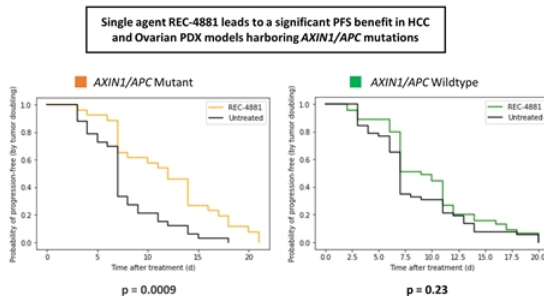 Single agent REC-4881 leads to a significant PFS benefit in HCC
and Ovarian PDX models harboring AXIN1/APC mutations
AXIN1/APC Mutant
Probability of progression-free (by tumor doubling)
1.0
0.8
0.6
0.4
0.2
0.0
REC-4881
Untreated
0
5
10
15
20
Time after treatment (d)
p = 0.0009
AXIN1/APC Wildtype
Probability of progression-free (by tumor doubling)
1.0
0.8
0.6
0.4
0.2
0.0
REC-4881
Untreated
0.0
2.5
5.0
7.5
10.0
12.5
15.0
17.5
20.0
Time after treatment (d)
p = 0.23